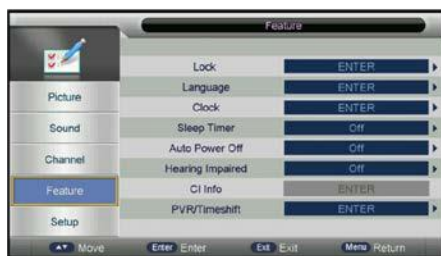 Feature
Lock ENTER
Language ENTER
Clock ENTER
Sleep Timer Off
Auto Power Off Off
Hearing Impaired Off
CI Info ENTER
PVR/Timeshift ENTER
Picture
Sound
Channel
Feature
Setup
Move Enter Enter Exit Exit Menu Return